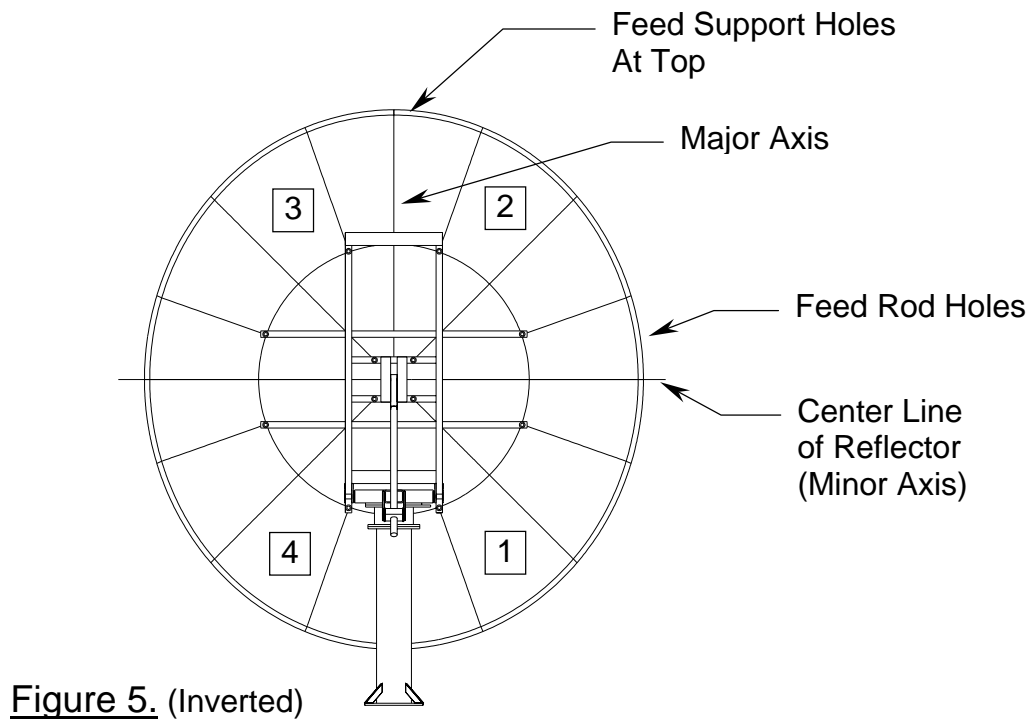 Feed Support Holes
At Top
Major Axis
3
2
Feed Rod Holes
Center Line
of Reflector
(Minor Axis)
4
1
Figure 5. (Inverted)